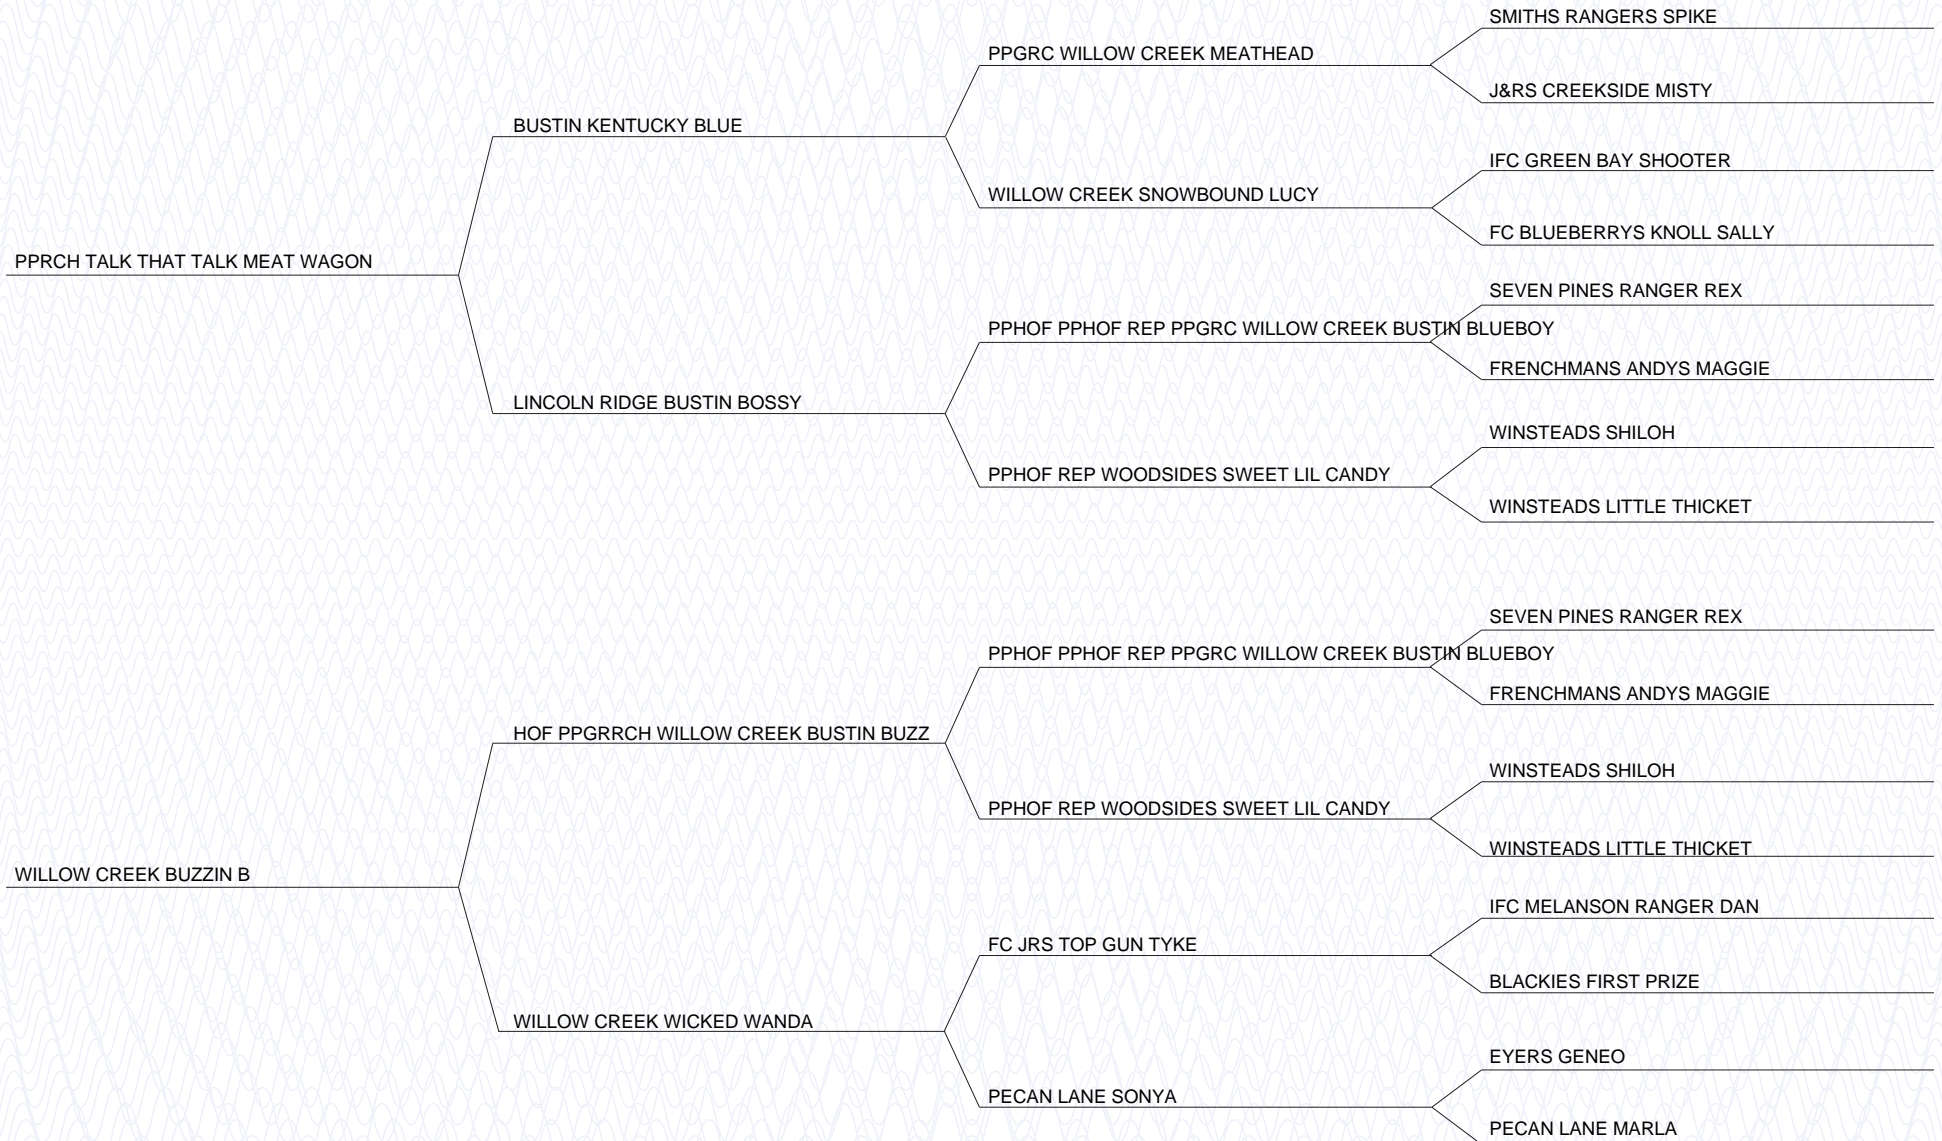 SMITHS RANGERS SPIKE
PPGRC WILLOW CREEK MEATHEAD
J&RS CREEKSIDE MISTY
BUSTIN KENTUCKY BLUE
IFC GREEN BAY SHOOTER
WILLOW CREEK SNOWBOUND LUCY
FC BLUEBERRYS KNOLL SALLY
PPRCH TALK THAT TALK MEAT WAGON
SEVEN PINES RANGER REX
PPHOF PPHOF REP PPGRC WILLOW CREEK BUSTIN BLUEBOY
FRENCHMANS ANDYS MAGGIE
LINCOLN RIDGE BUSTIN BOSSY
WINSTEADS SHILOH
PPHOF REP WOODSIDES SWEET LIL CANDY
WINSTEADS LITTLE THICKET
SEVEN PINES RANGER REX
PPHOF PPHOF REP PPGRC WILLOW CREEK BUSTIN BLUEBOY
FRENCHMANS ANDYS MAGGIE
HOF PPGRRCH WILLOW CREEK BUSTIN BUZZ
WINSTEADS SHILOH
PPHOF REP WOODSIDES SWEET LIL CANDY
WINSTEADS LITTLE THICKET
WILLOW CREEK BUZZIN B
IFC MELANSON RANGER DAN
FC JRS TOP GUN TYKE
BLACKIES FIRST PRIZE
WILLOW CREEK WICKED WANDA
EYERS GENEO
PECAN LANE SONYA
PECAN LANE MARLA